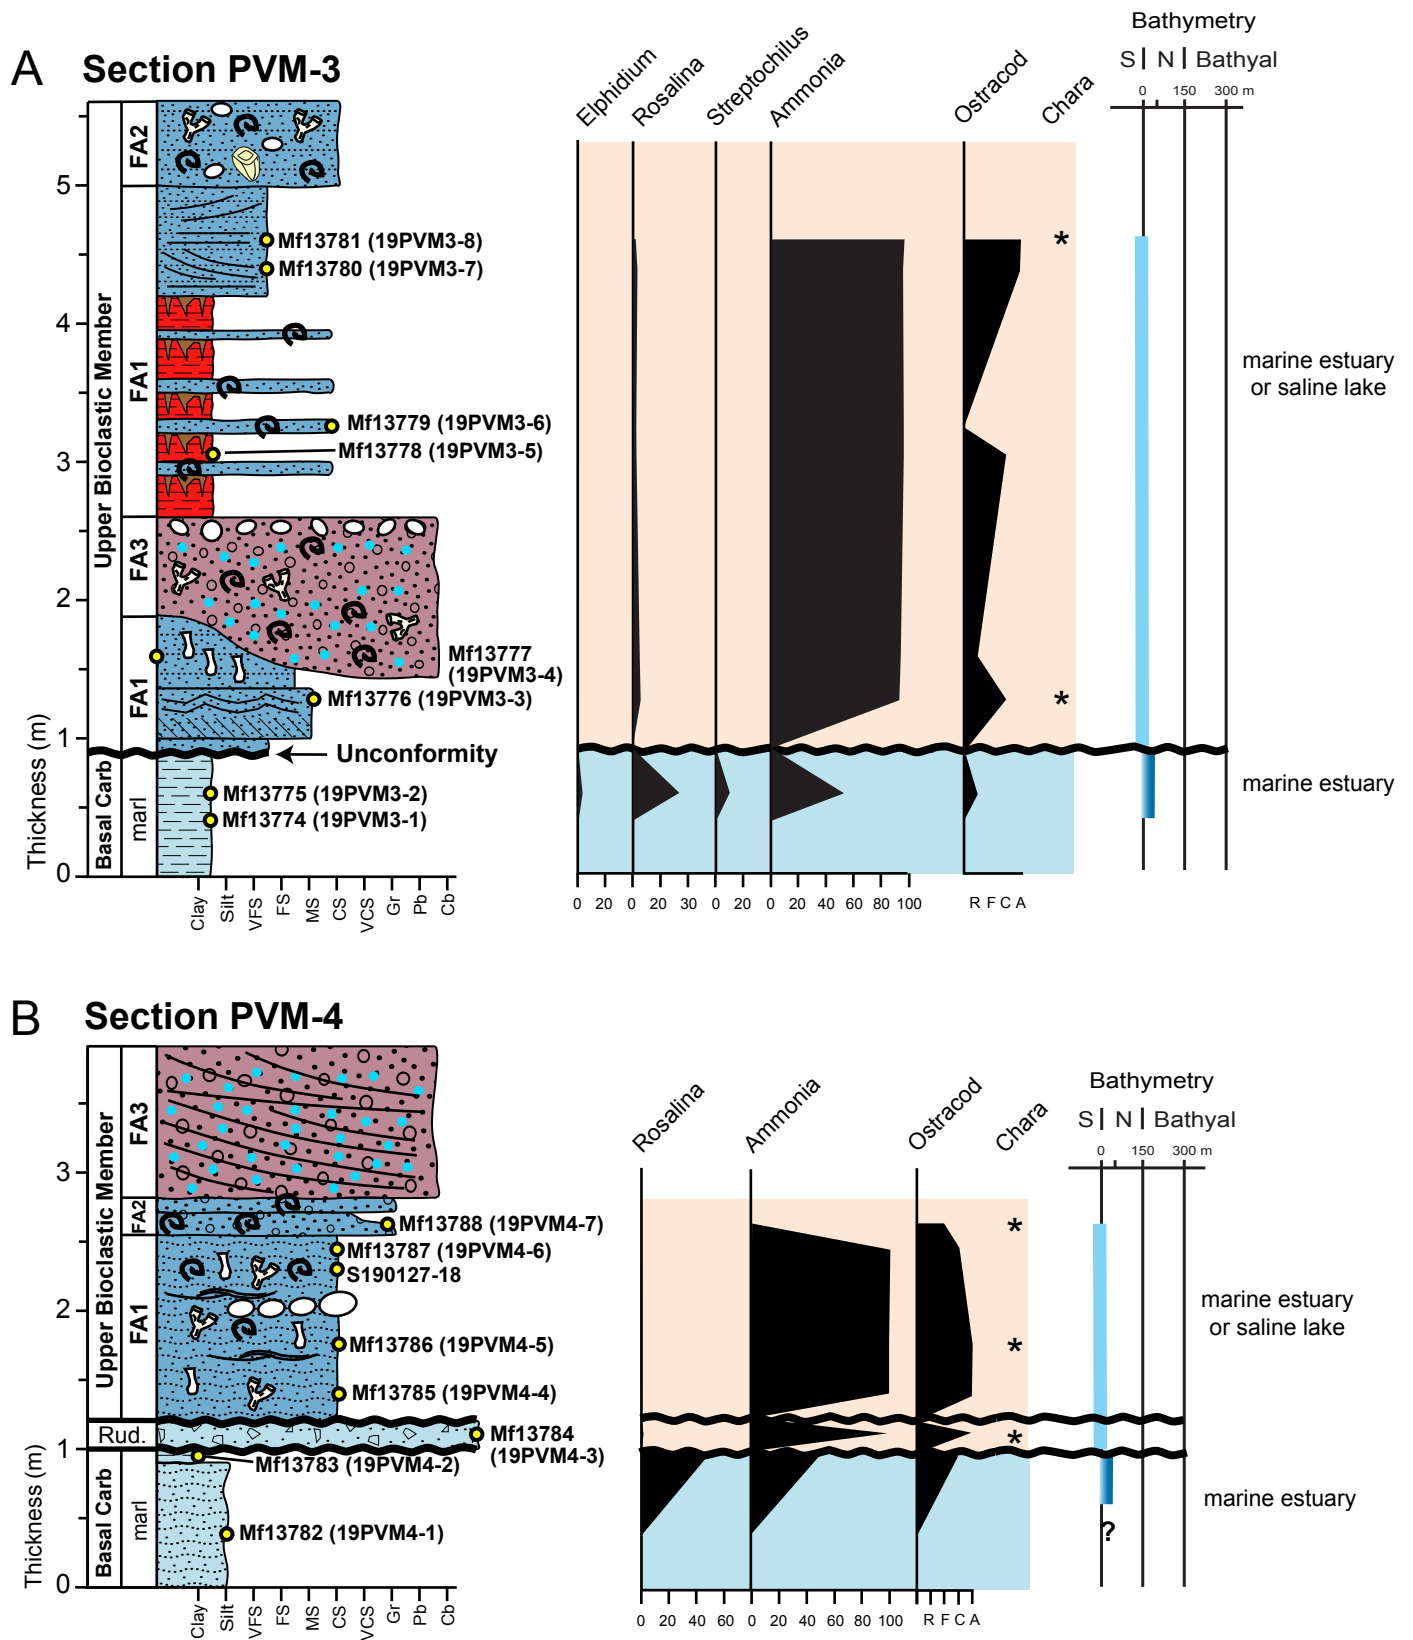 A Section PVM-3
Elphidium
Rosalina
Streptochilus
Ammonia
Ostracod
Chara
Bathymetry
S N Bathyal
0 150 300 m
Upper Bioclastic Member
Basal Carb
FA2
FA1
FA3
FA1
marl
Thickness (m)
5
4
3
2
1
0
Mf13781 (19PVM3-8)
Mf13780 (19PVM3-7)
Mf13779 (19PVM3-6)
Mf13778 (19PVM3-5)
Mf13777
(19PVM3-4)
Mf13776 (19PVM3-3)
Unconformity
Mf13775 (19PVM3-2)
Mf13774 (19PVM3-1)
*
*
marine estuary
or saline lake
marine estuary
Clay Silt VFS FS MS CS VCS Gr Pb Cb
0 20 0 20 30 0 20 0 20 40 60 80 100 R F C A
B Section PVM-4
Rosalina
Ammonia
Ostracod
Chara
Bathymetry
S N Bathyal
0 150 300 m
Upper Bioclastic Member
Basal Carb
FA3
FA2
FA1
Rud.
marl
Thickness (m)
3
2
1
0
Mf13788 (19PVM4-7)
Mf13787 (19PVM4-6)
S190127-18
Mf13786 (19PVM4-5)
Mf13785 (19PVM4-4)
Mf13784
(19PVM4-3)
Mf13783 (19PVM4-2)
Mf13782 (19PVM4-1)
*
*
*
marine estuary
or saline lake
marine estuary
?
Clay Silt VFS FS MS CS VCS Gr Pb Cb
0 20 40 60 80 0 20 40 60 80 100 R F C A